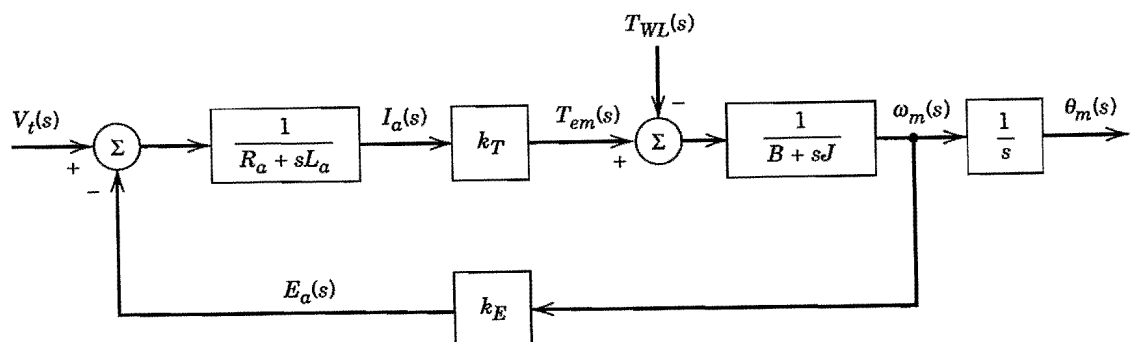 T_WL(s)
V_t(s)
+
−
Σ
1
R_a + sL_a
I_a(s)
k_T
T_em(s)
+
−
Σ
1
B + sJ
ω_m(s)
1
s
θ_m(s)
E_a(s)
k_E